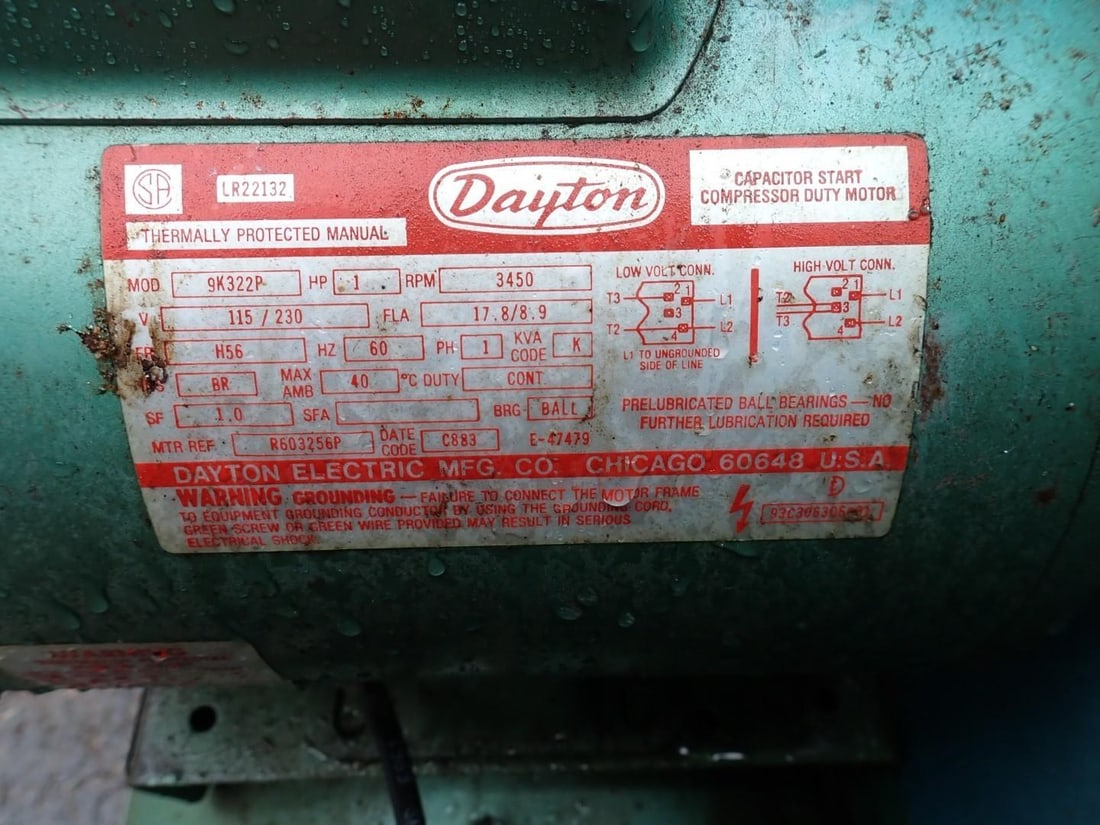 SA
LR22132
Dayton
CAPACITOR START
COMPRESSOR DUTY MOTOR
THERMALLY PROTECTED MANUAL
MOD 9K322P HP 1 RPM 3450
V 115 / 230 FLA 17.8/8.9
H56 HZ 60 PH 1 KVA CODE K
BR MAX AMB 40 °C DUTY CONT
SF 1.0 SFA BRG BALL
MTR REF R603256P DATE CODE C883 E-47479
LOW VOLT CONN.
T3 2 1 L1
3
T2 4 L2
L1 TO UNGROUNDED
SIDE OF LINE
HIGH VOLT CONN.
T2 2 1 L1
T3 3
4 L2
PRELUBRICATED BALL BEARINGS — NO
FURTHER LUBRICATION REQUIRED
DAYTON ELECTRIC MFG. CO. CHICAGO 60648 U.S.A
WARNING GROUNDING — FAILURE TO CONNECT THE MOTOR FRAME
TO EQUIPMENT GROUNDING CONDUCTOR BY USING THE GROUNDING CORD,
GREEN SCREW OR GREEN WIRE PROVIDED MAY RESULT IN SERIOUS
ELECTRICAL SHOCK